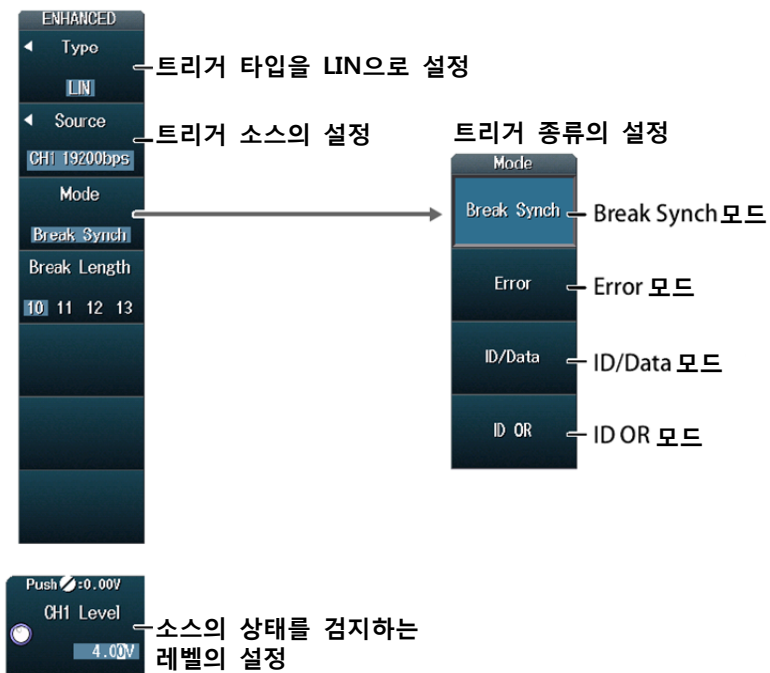 ENHANCED
Type
LIN
트리거 타입을 LIN으로 설정
Source
CH1 19200bps
트리거 소스의 설정
Mode
Break Synch
Break Length
10 11 12 13
트리거 종류의 설정
Mode
Break Synch
Break Synch모드
Error
Error 모드
ID/Data
ID/Data 모드
ID OR
ID OR 모드
Push :0.00V
CH1 Level
4.00V
소스의 상태를 검지하는
레벨의 설정